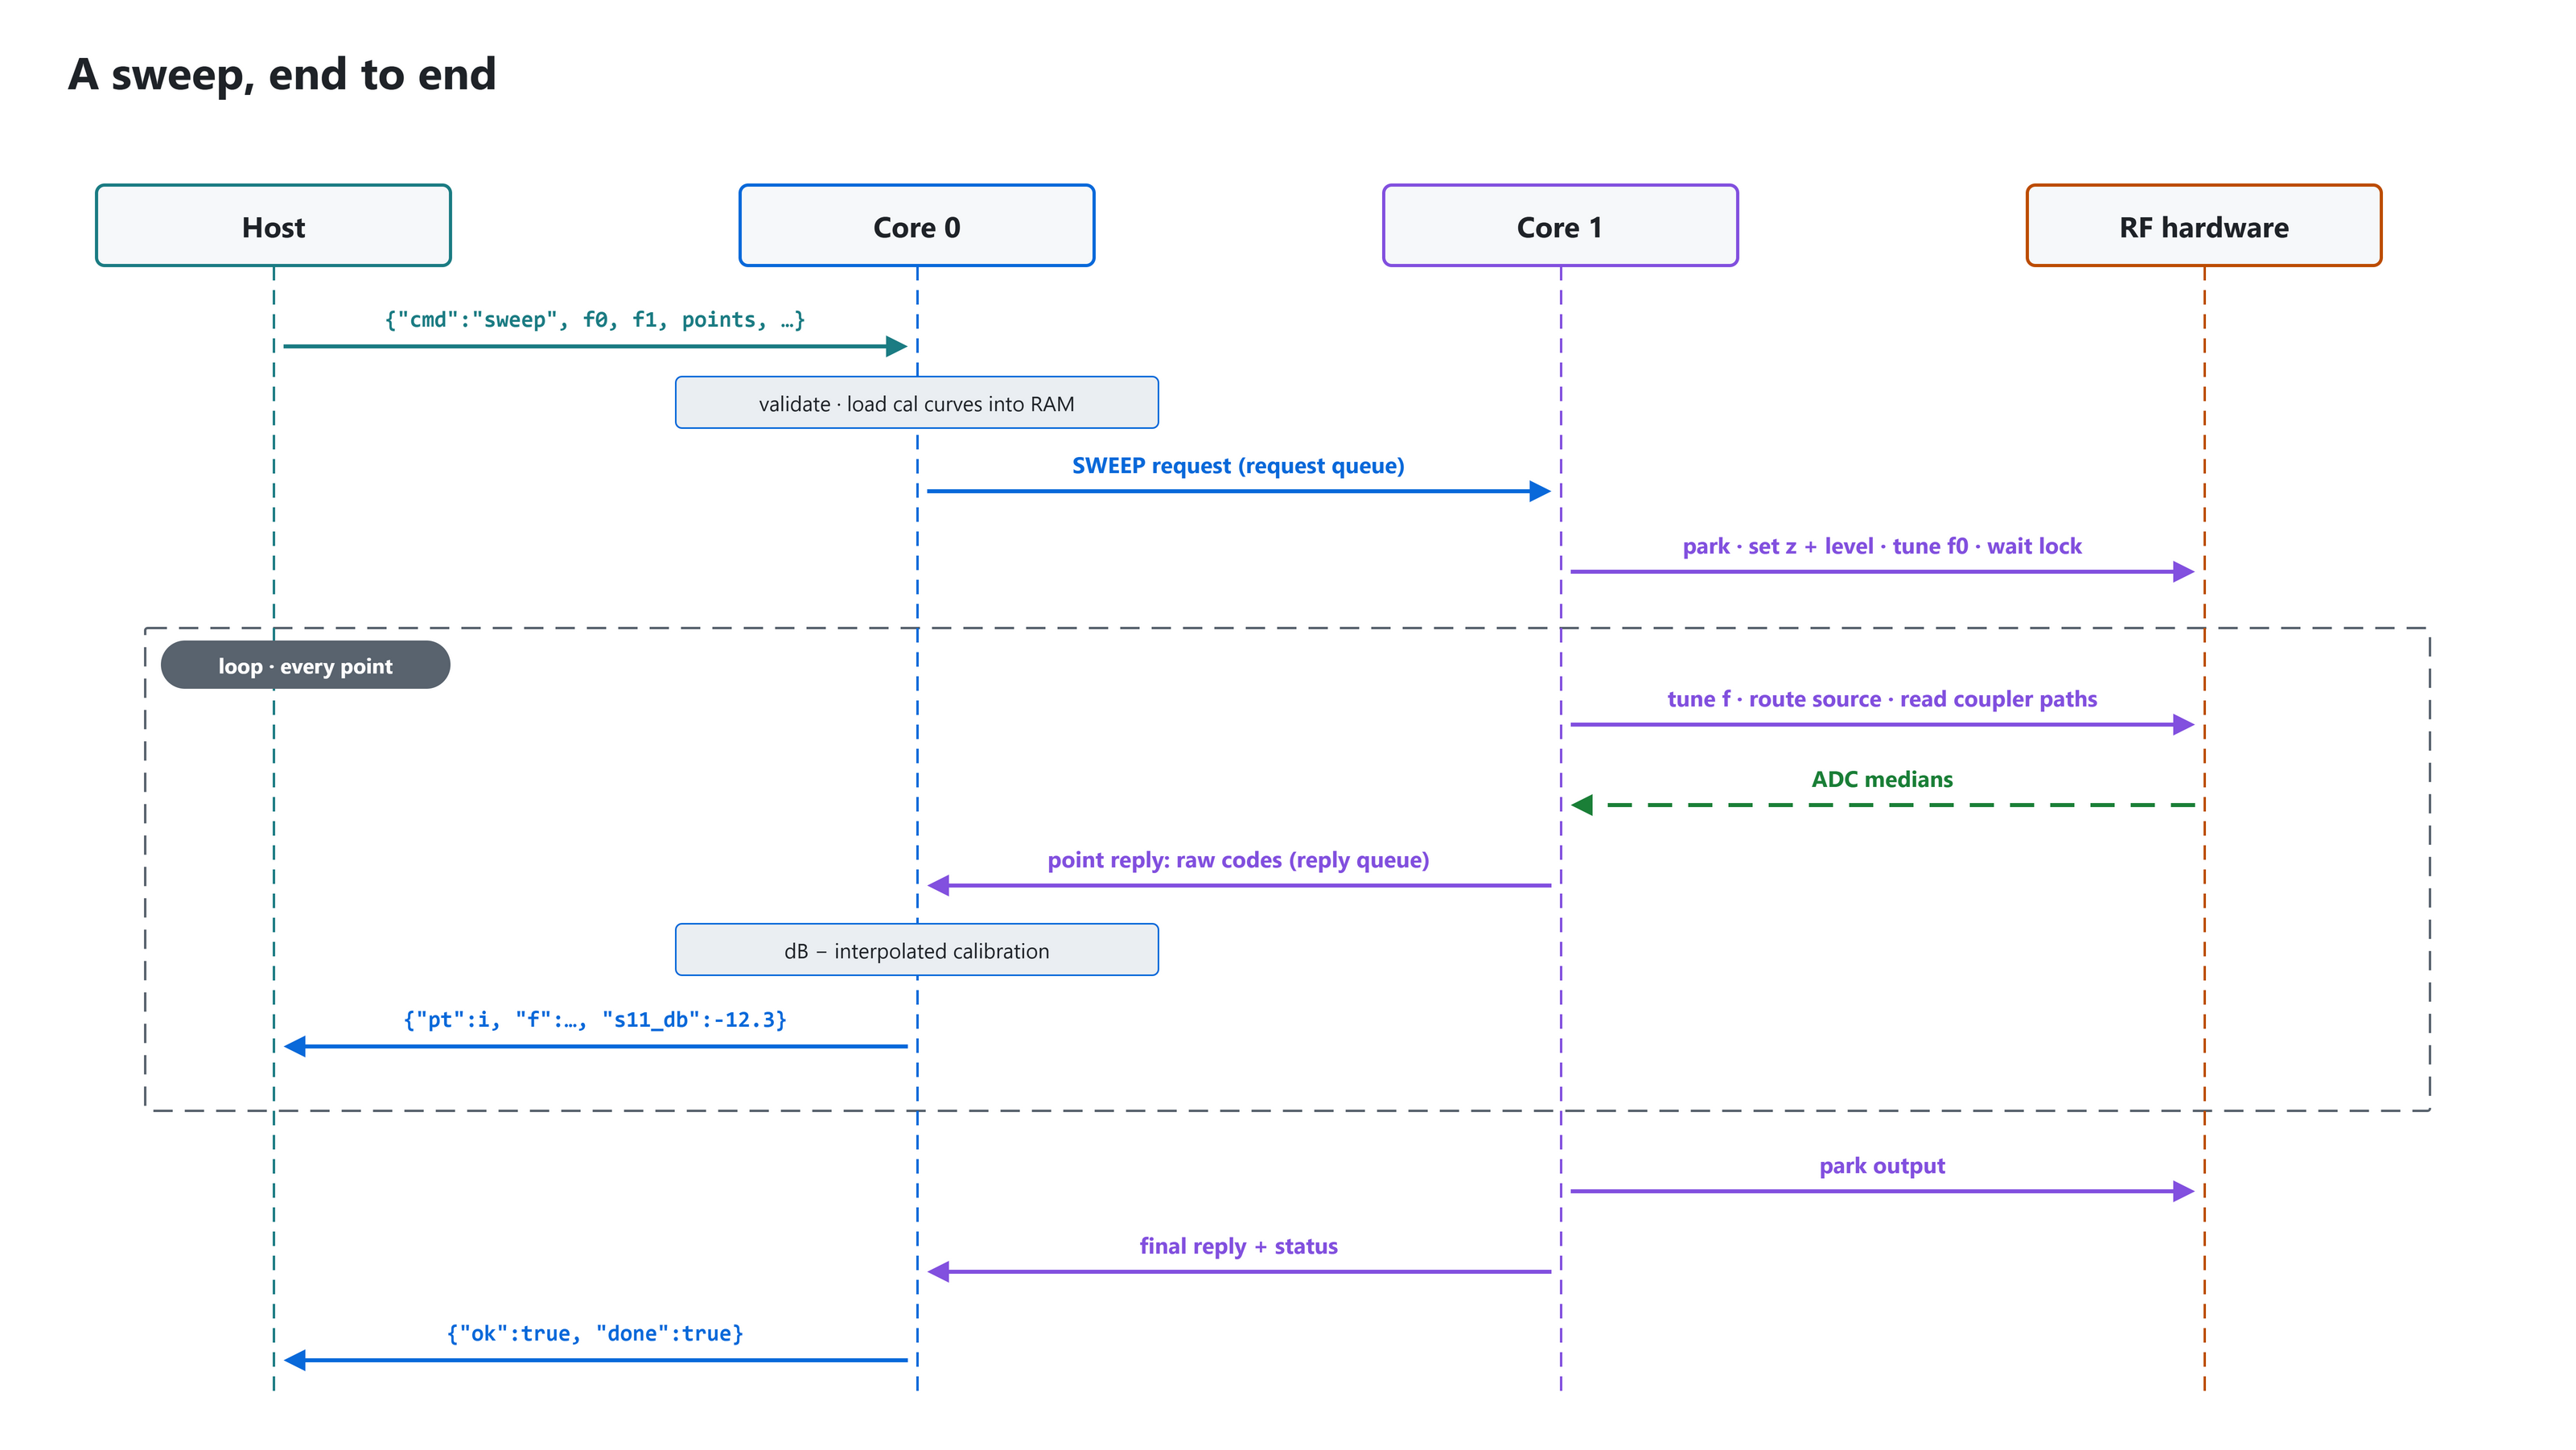 A sweep, end to end
Host
Core 0
Core 1
RF hardware
{"cmd":"sweep", f0, f1, points, …}
validate · load cal curves into RAM
SWEEP request (request queue)
park · set z + level · tune f0 · wait lock
loop · every point
tune f · route source · read coupler paths
ADC medians
point reply: raw codes (reply queue)
dB − interpolated calibration
{"pt":i, "f":…, "s11_db":-12.3}
park output
final reply + status
{"ok":true, "done":true}